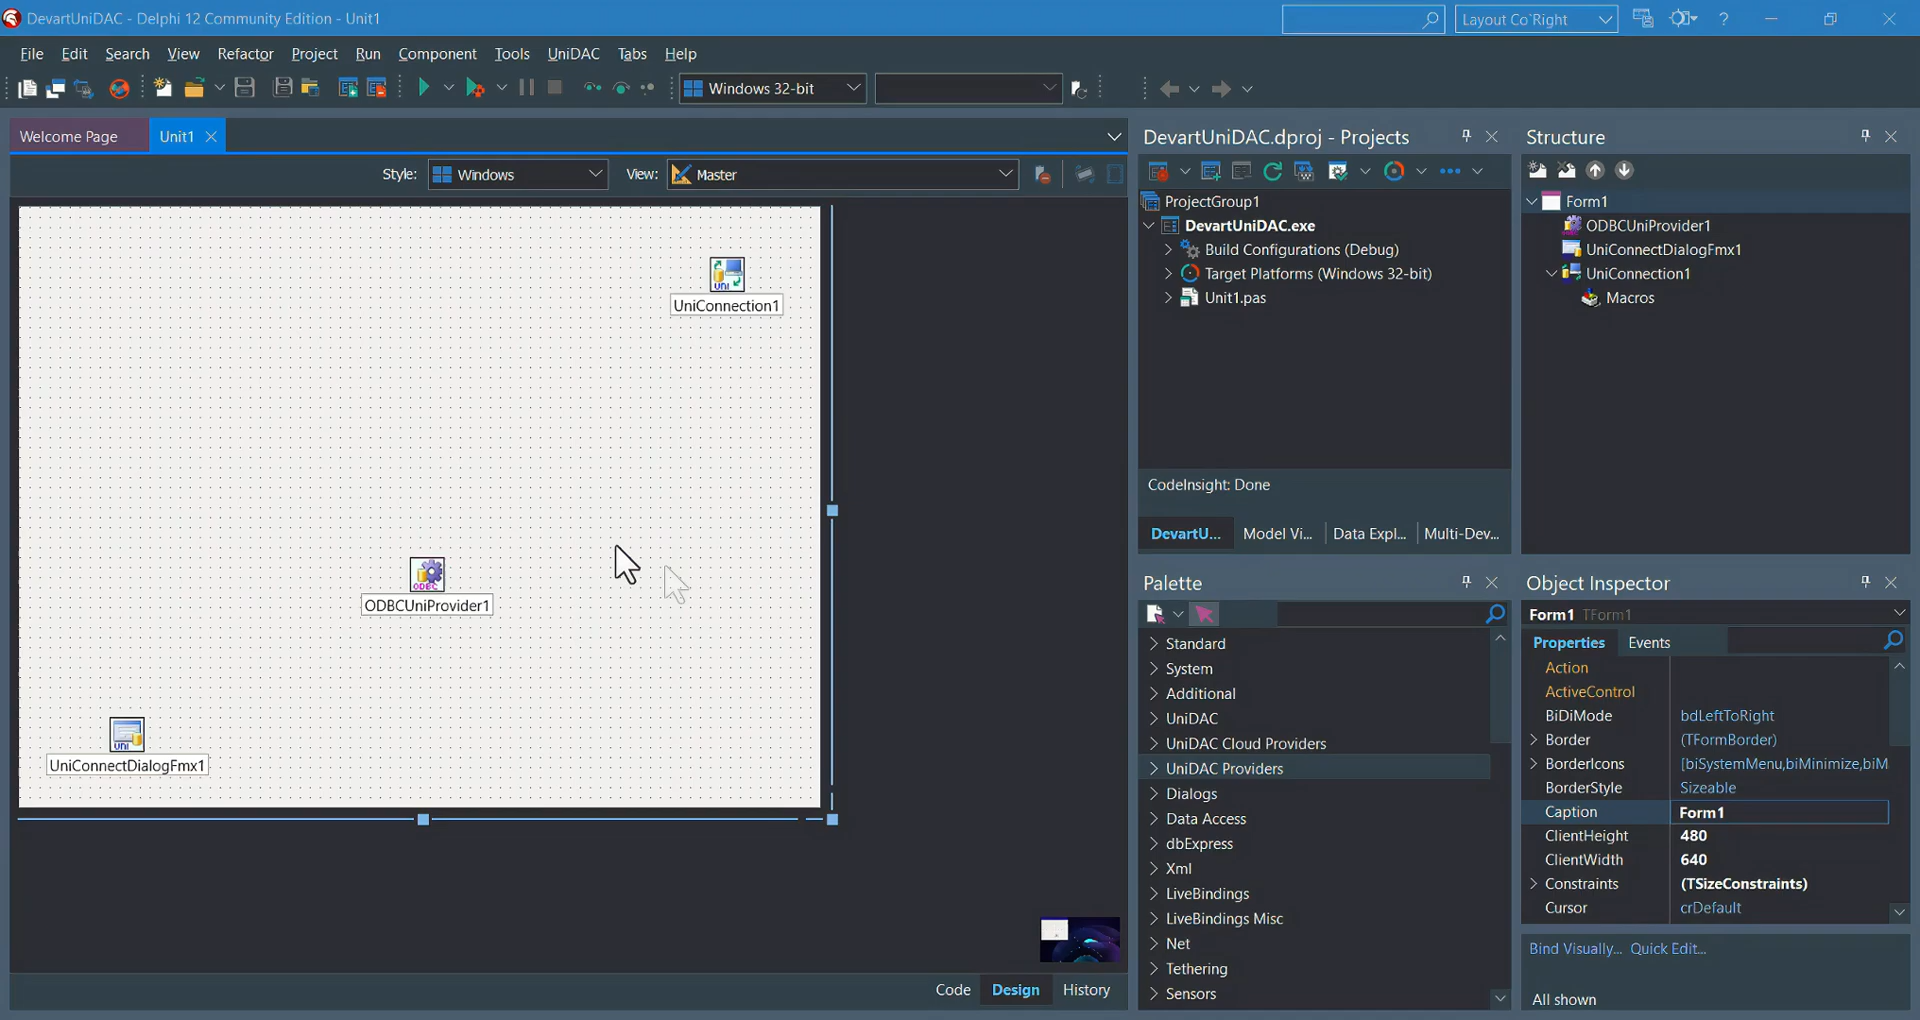 DevartUniDAC - Delphi 12 Community Edition - Unit1
Layout Co`Right
?
File Edit Search View Refactor Project Run Component Tools UniDAC Tabs Help
Windows 32-bit
Welcome Page
Unit1
Style:
Windows
View:
Master
UniConnection1
ODBC
ODBCUniProvider1
UNI
UniConnectDialogFmx1
Code
Design
History
DevartUniDAC.dproj - Projects
ProjectGroup1
DevartUniDAC.exe
Build Configurations (Debug)
Target Platforms (Windows 32-bit)
Unit1.pas
CodeInsight: Done
DevartU...
Model Vi...
Data Expl...
Multi-Dev...
Structure
Form1
ODBCUniProvider1
UniConnectDialogFmx1
UniConnection1
Macros
Palette
Standard
System
Additional
UniDAC
UniDAC Cloud Providers
UniDAC Providers
Dialogs
Data Access
dbExpress
Xml
LiveBindings
LiveBindings Misc
Net
Tethering
Sensors
Object Inspector
Form1 TForm1
Properties
Events
Action
ActiveControl
BiDiMode bdLeftToRight
Border (TFormBorder)
BorderIcons [biSystemMenu,biMinimize,biM
BorderStyle Sizeable
Caption Form1
ClientHeight 480
ClientWidth 640
Constraints (TSizeConstraints)
Cursor crDefault
Bind Visually... Quick Edit...
All shown